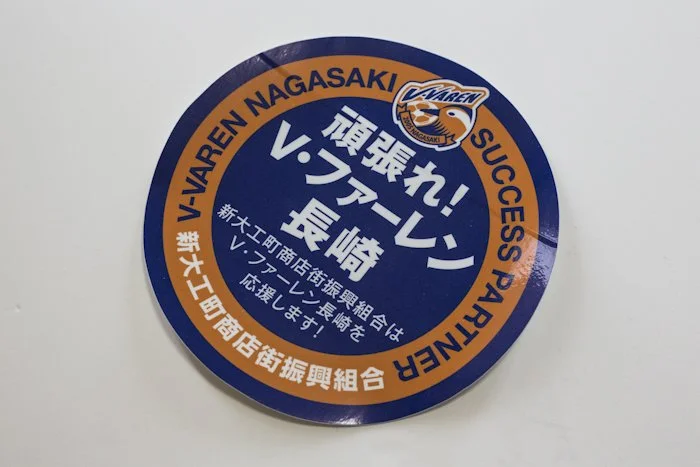 V-VAREN NAGASAKI
V-VAREN
2005 NAGASAKI
SUCCESS PARTNER
頑張れ!
V・ファーレン
長崎
新大工町商店街振興組合は
V・ファーレン長崎を
応援します!
新大工町商店街振興組合